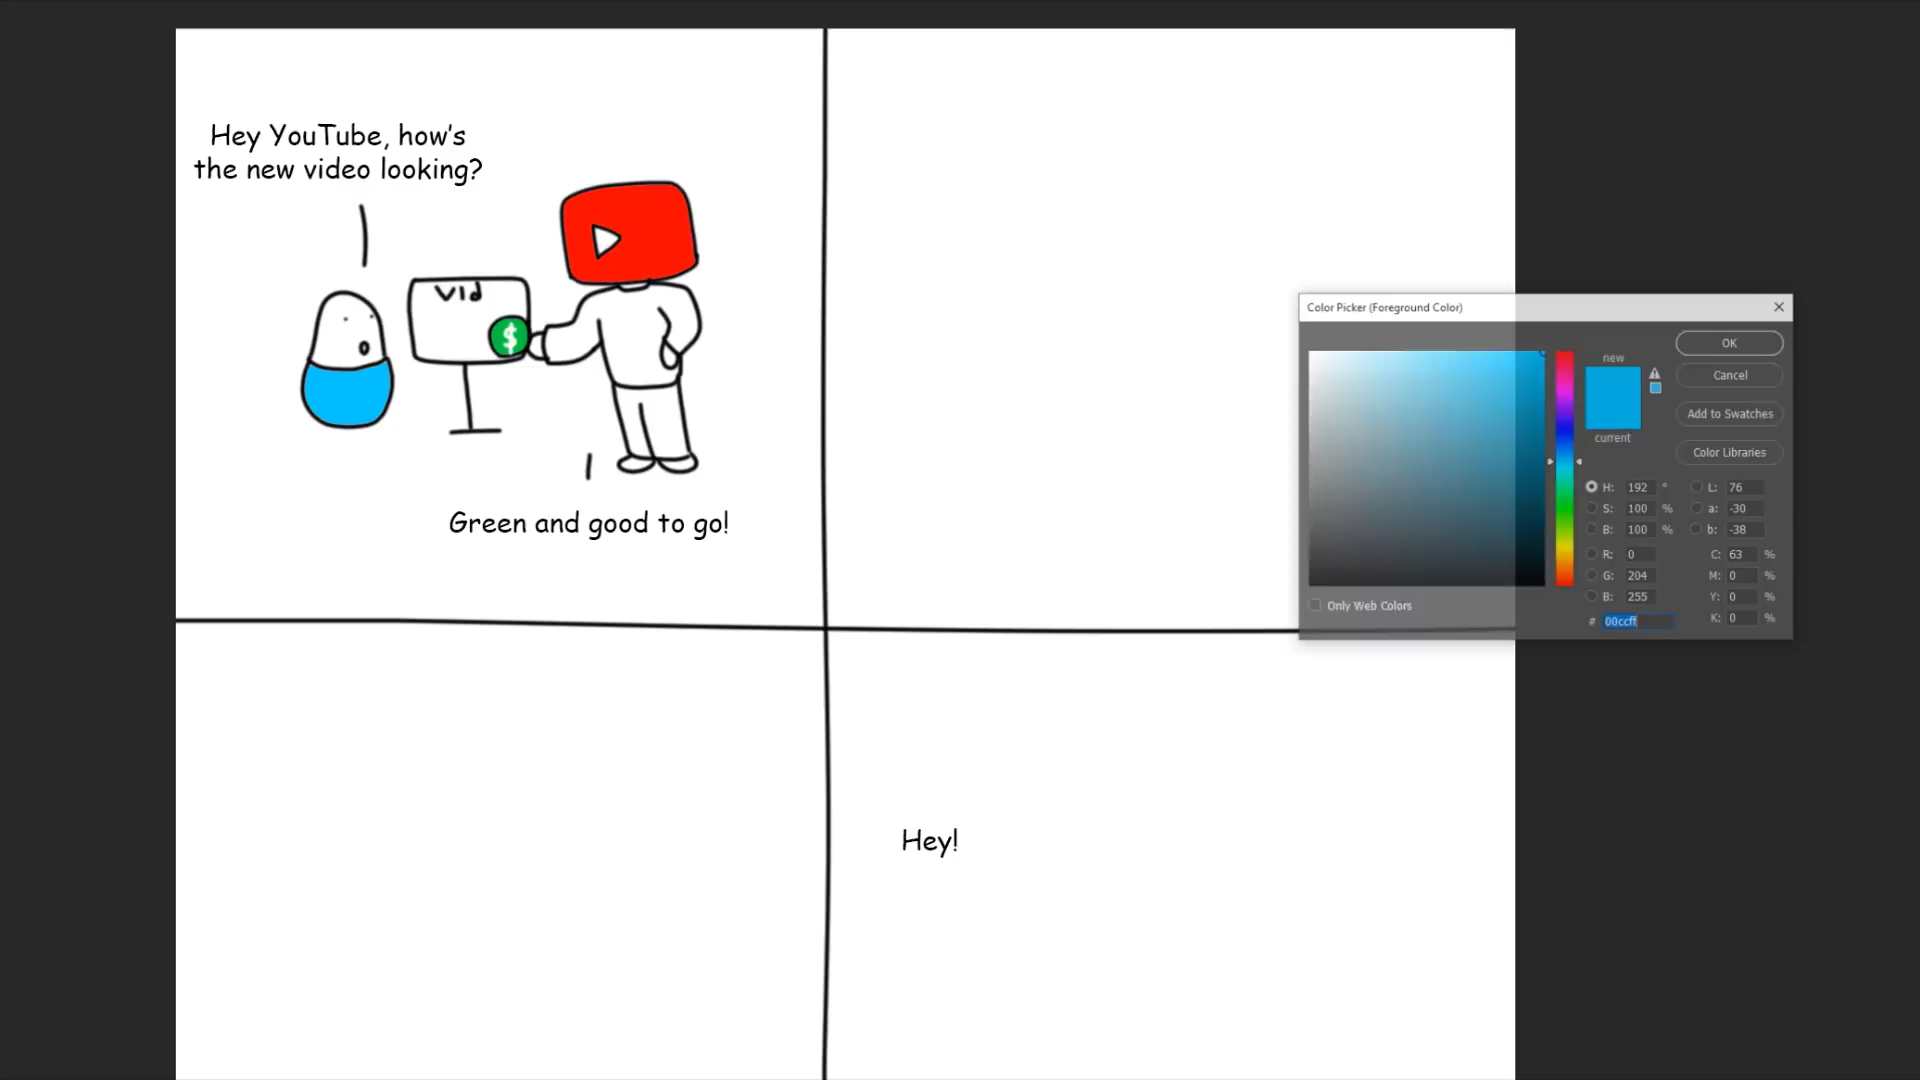 Hey YouTube, how's
the new video looking?
vid
$
Green and good to go!
Hey!
Color Picker (Foreground Color)
new
current
OK
Cancel
Add to Swatches
Color Libraries
H: 192 °
S: 100 %
B: 100 %
R: 0
G: 204
B: 255
# 00ccff
L: 76
a: -30
b: -38
C: 63 %
M: 0 %
Y: 0 %
K: 0 %
Only Web Colors